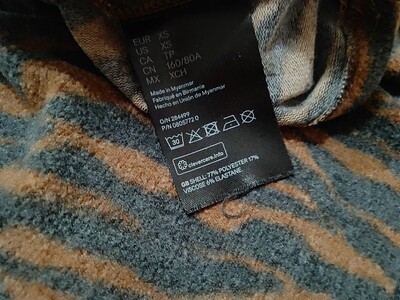 EUR XS
US XS
CA TP
CN 160/80A
MX XCH
Made in Myanmar
Fabriqué en Birmanie
Hecho en Unión de Myanmar
O/N 284499
P/N 0805772 0
30
clevercare.info
GB SHELL: 77% POLYESTER 17%
VISCOSE 6% ELASTANE.